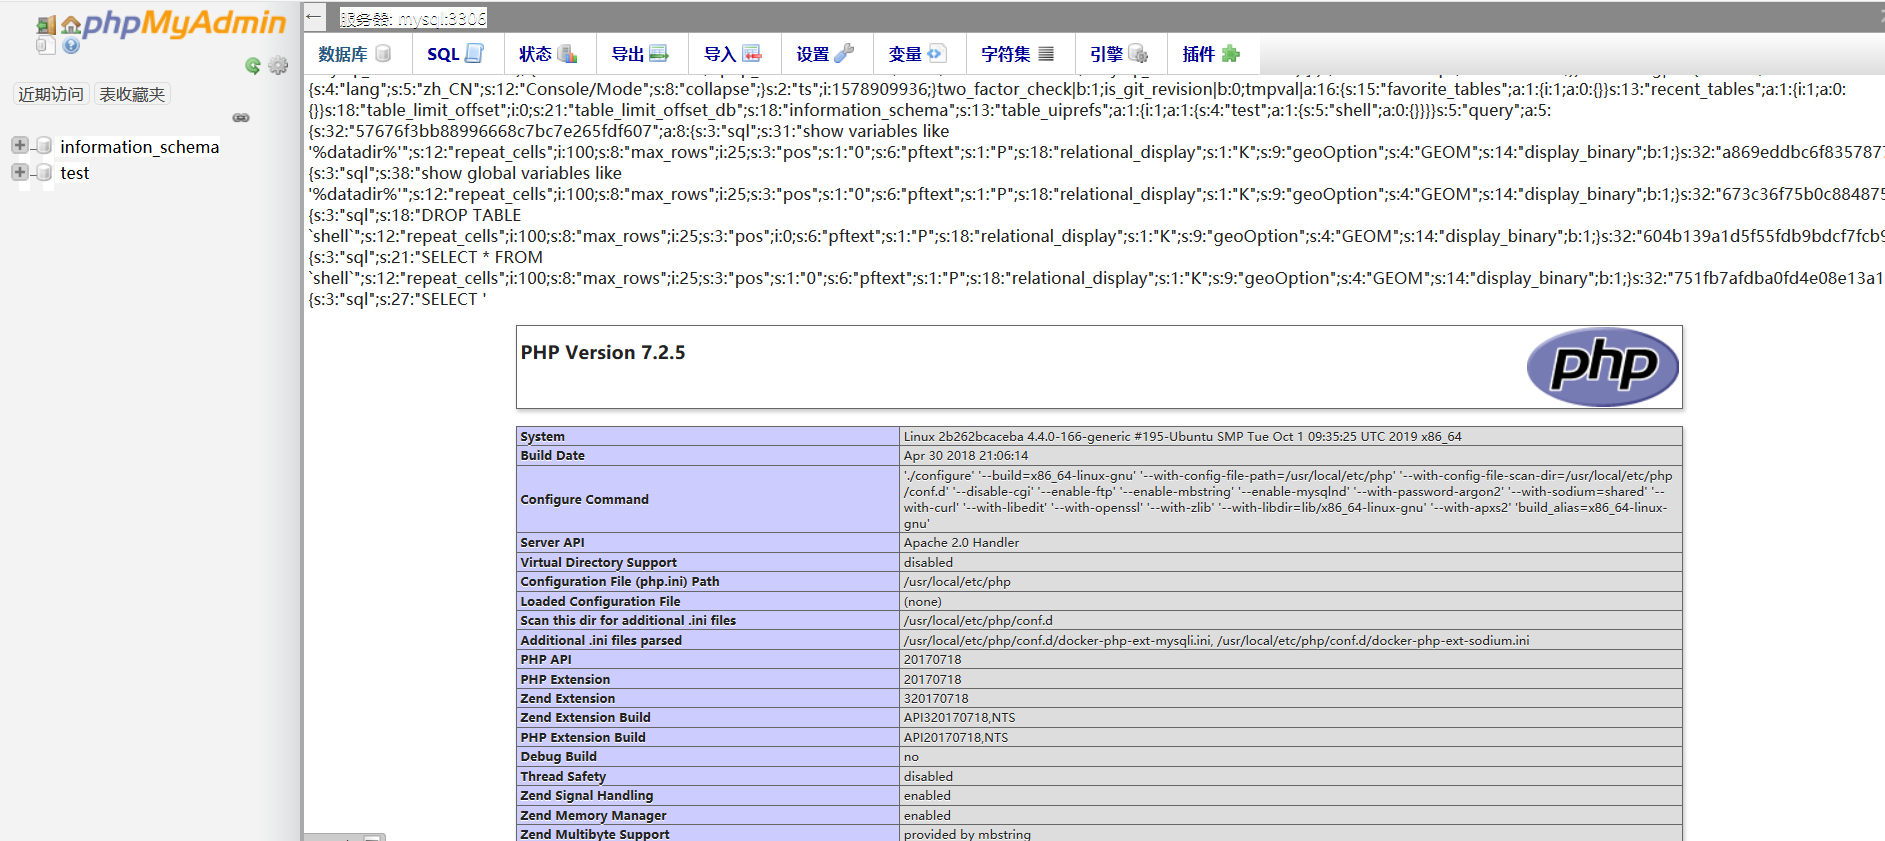 phpMyAdmin
近期访问 表收藏夹
information_schema
test
← 服务器: mysql:3306
数据库 SQL 状态 导出 导入 设置 变量 字符集 引擎 插件
{s:4:"lang";s:5:"zh_CN";s:12:"Console/Mode";s:8:"collapse";}s:2:"ts";i:1578909936;}two_factor_check|b:1;is_git_revision|b:0;tmpval|a:16:{s:15:"favorite_tables";a:1:{i:1;a:0:{}}s:13:"recent_tables";a:1:{i:1;a:0:
{}}s:18:"table_limit_offset";i:0;s:21:"table_limit_offset_db";s:18:"information_schema";s:13:"table_uiprefs";a:1:{i:1;a:1:{s:4:"test";a:1:{s:5:"shell";a:0:{}}}}s:5:"query";a:5:
{s:32:"57676f3bb88996668c7bc7e265fdf607";a:8:{s:3:"sql";s:31:"show variables like
'%datadir%'";s:12:"repeat_cells";i:100;s:8:"max_rows";i:25;s:3:"pos";s:1:"0";s:6:"pftext";s:1:"P";s:18:"relational_display";s:1:"K";s:9:"geoOption";s:4:"GEOM";s:14:"display_binary";b:1;}s:32:"a869eddbc6f8357877
{s:3:"sql";s:38:"show global variables like
'%datadir%'";s:12:"repeat_cells";i:100;s:8:"max_rows";i:25;s:3:"pos";s:1:"0";s:6:"pftext";s:1:"P";s:18:"relational_display";s:1:"K";s:9:"geoOption";s:4:"GEOM";s:14:"display_binary";b:1;}s:32:"673c36f75b0c884875
{s:3:"sql";s:18:"DROP TABLE
`shell`";s:12:"repeat_cells";i:100;s:8:"max_rows";i:25;s:3:"pos";i:0;s:6:"pftext";s:1:"P";s:18:"relational_display";s:1:"K";s:9:"geoOption";s:4:"GEOM";s:14:"display_binary";b:1;}s:32:"604b139a1d5f55fdb9bdcf7fcb9
{s:3:"sql";s:21:"SELECT * FROM
`shell`";s:12:"repeat_cells";i:100;s:8:"max_rows";i:25;s:3:"pos";s:1:"0";s:6:"pftext";s:1:"P";s:18:"relational_display";s:1:"K";s:9:"geoOption";s:4:"GEOM";s:14:"display_binary";b:1;}s:32:"751fb7afdba0fd4e08e13a1
{s:3:"sql";s:27:"SELECT '
PHP Version 7.2.5
php
System Linux 2b262bcaceba 4.4.0-166-generic #195-Ubuntu SMP Tue Oct 1 09:35:25 UTC 2019 x86_64
Build Date Apr 30 2018 21:06:14
Configure Command './configure' '--build=x86_64-linux-gnu' '--with-config-file-path=/usr/local/etc/php' '--with-config-file-scan-dir=/usr/local/etc/php
/conf.d' '--disable-cgi' '--enable-ftp' '--enable-mbstring' '--enable-mysqlnd' '--with-password-argon2' '--with-sodium=shared' '--
with-curl' '--with-libedit' '--with-openssl' '--with-zlib' '--with-libdir=lib/x86_64-linux-gnu' '--with-apxs2' 'build_alias=x86_64-linux-
gnu'
Server API Apache 2.0 Handler
Virtual Directory Support disabled
Configuration File (php.ini) Path /usr/local/etc/php
Loaded Configuration File (none)
Scan this dir for additional .ini files /usr/local/etc/php/conf.d
Additional .ini files parsed /usr/local/etc/php/conf.d/docker-php-ext-mysqli.ini, /usr/local/etc/php/conf.d/docker-php-ext-sodium.ini
PHP API 20170718
PHP Extension 20170718
Zend Extension 320170718
Zend Extension Build API320170718,NTS
PHP Extension Build API20170718,NTS
Debug Build no
Thread Safety disabled
Zend Signal Handling enabled
Zend Memory Manager enabled
Zend Multibyte Support provided by mbstring